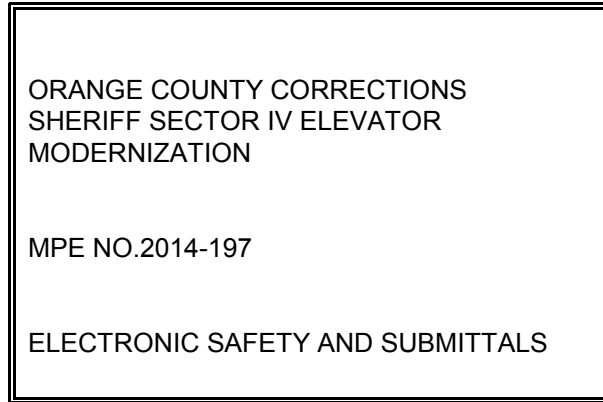 ORANGE COUNTY CORRECTIONS
SHERIFF SECTOR IV ELEVATOR
MODERNIZATION
MPE NO.2014-197
ELECTRONIC SAFETY AND SUBMITTALS